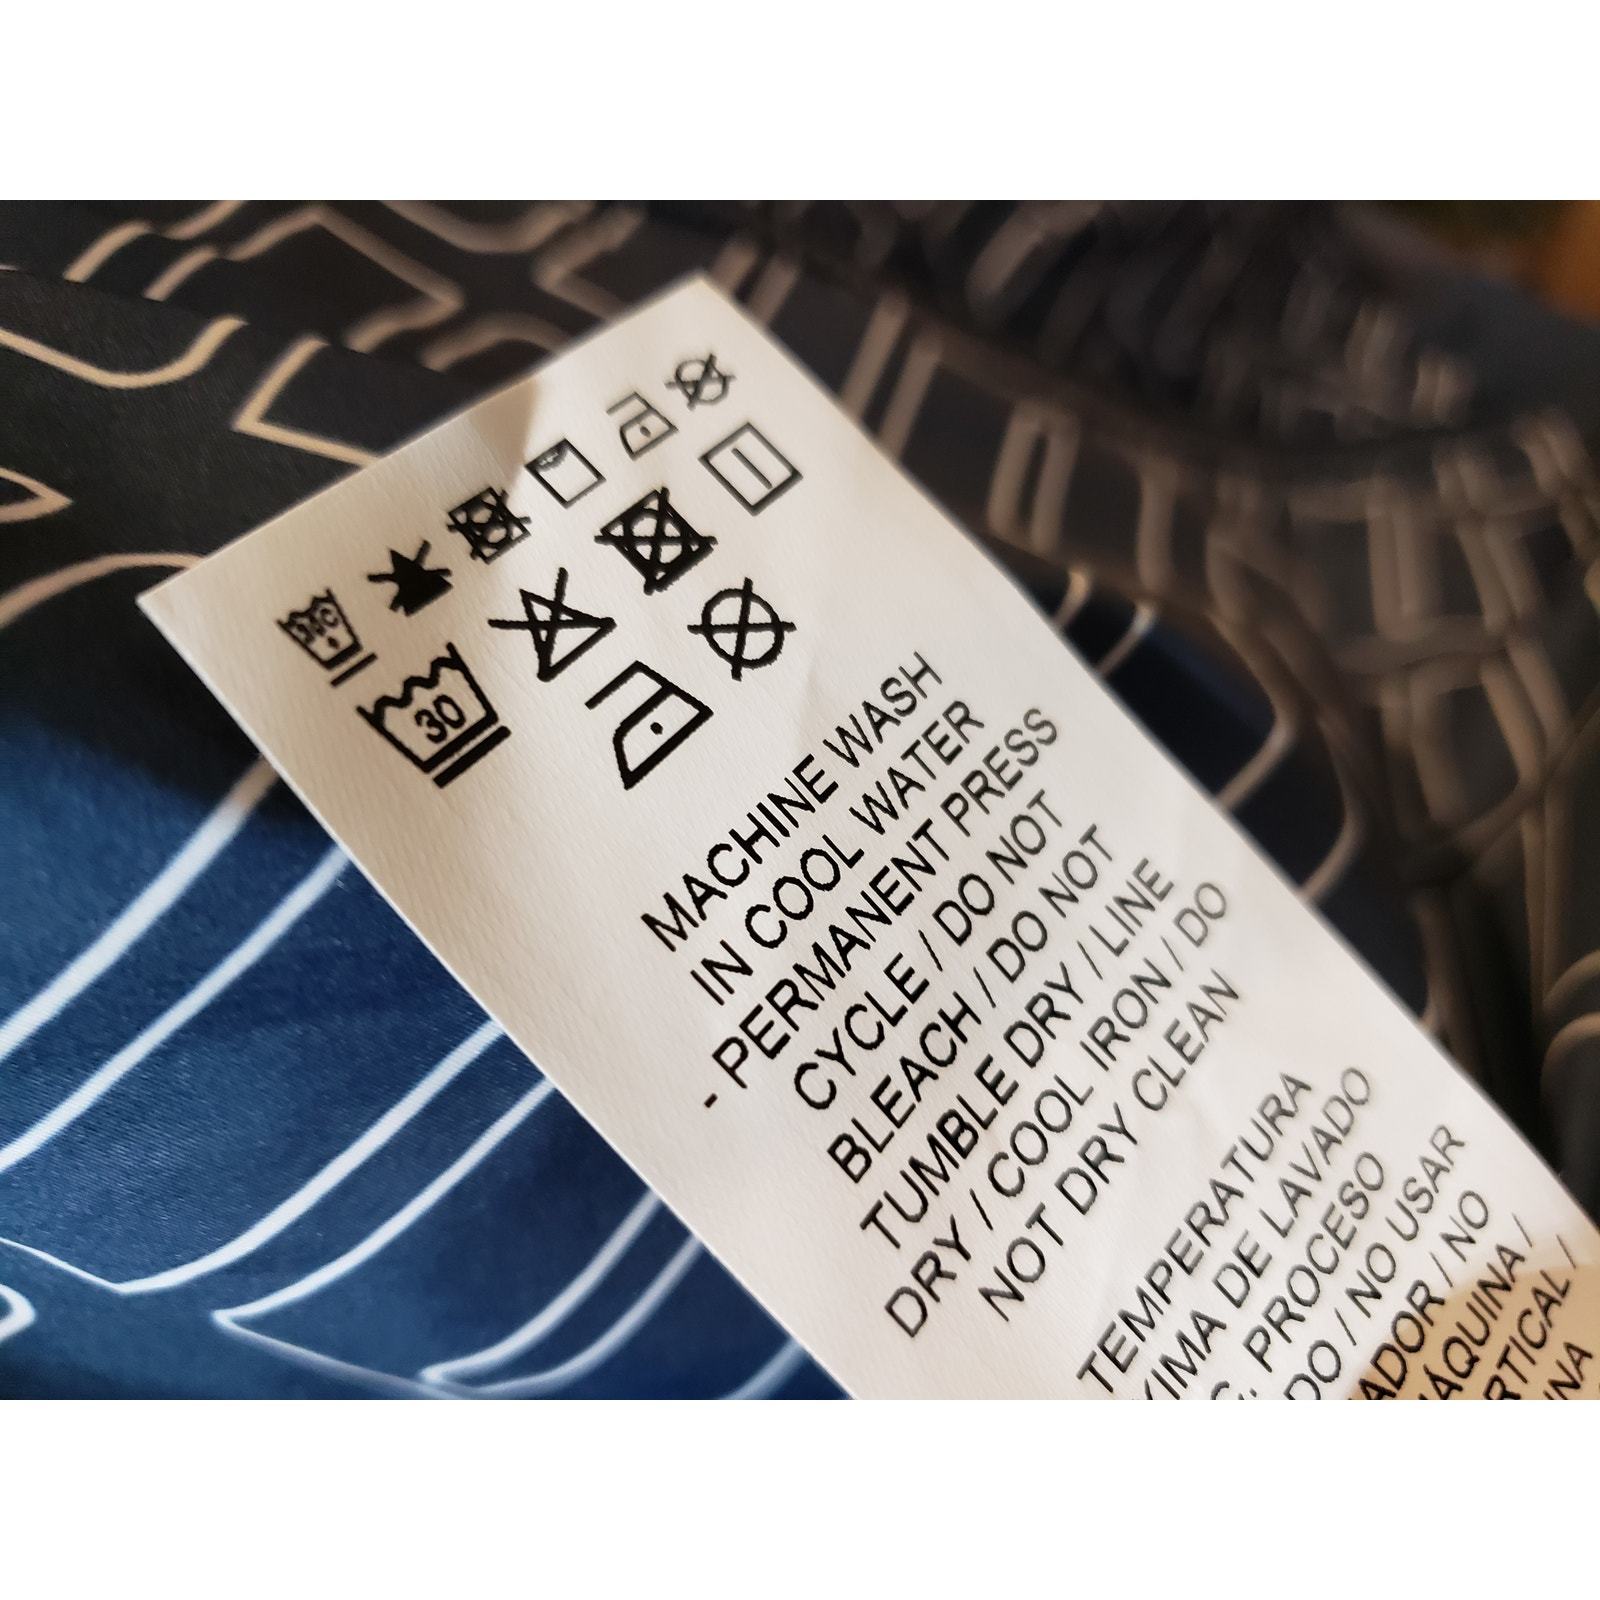 30C
30
MACHINE WASH
IN COOL WATER
- PERMANENT PRESS
CYCLE / DO NOT
BLEACH / DO NOT
TUMBLE DRY / LINE
DRY / COOL IRON / DO
NOT DRY CLEAN
TEMPERATURA
DE LAVADO
PROCESO
/ NO USAR
/ NO